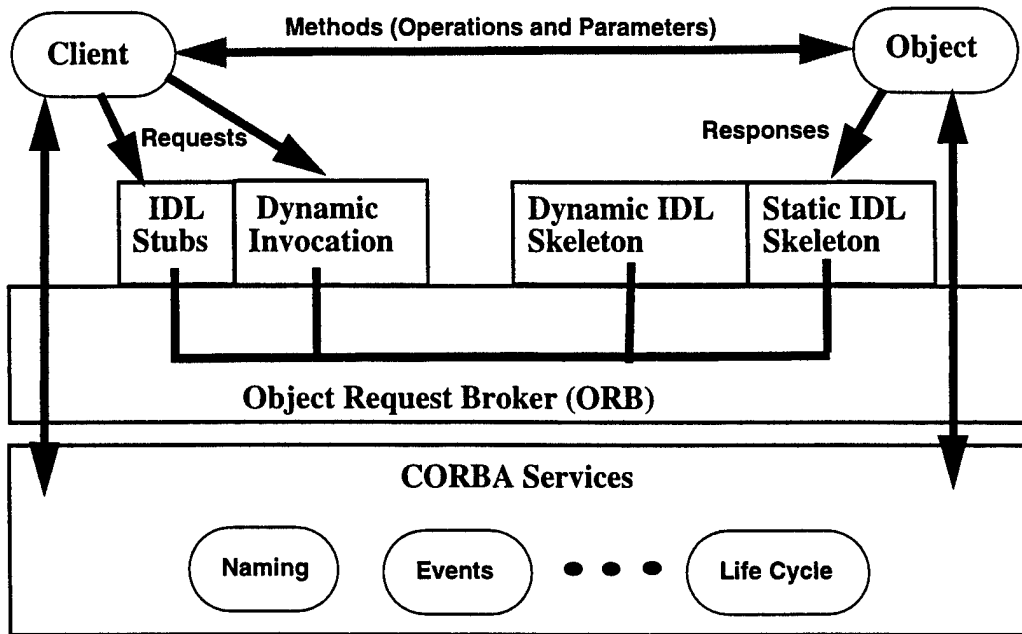 Methods (Operations and Parameters)
Client
Object
Requests
Responses
IDL
Stubs
Dynamic
Invocation
Dynamic IDL
Skeleton
Static IDL
Skeleton
Object Request Broker (ORB)
CORBA Services
Naming
Events
Life Cycle